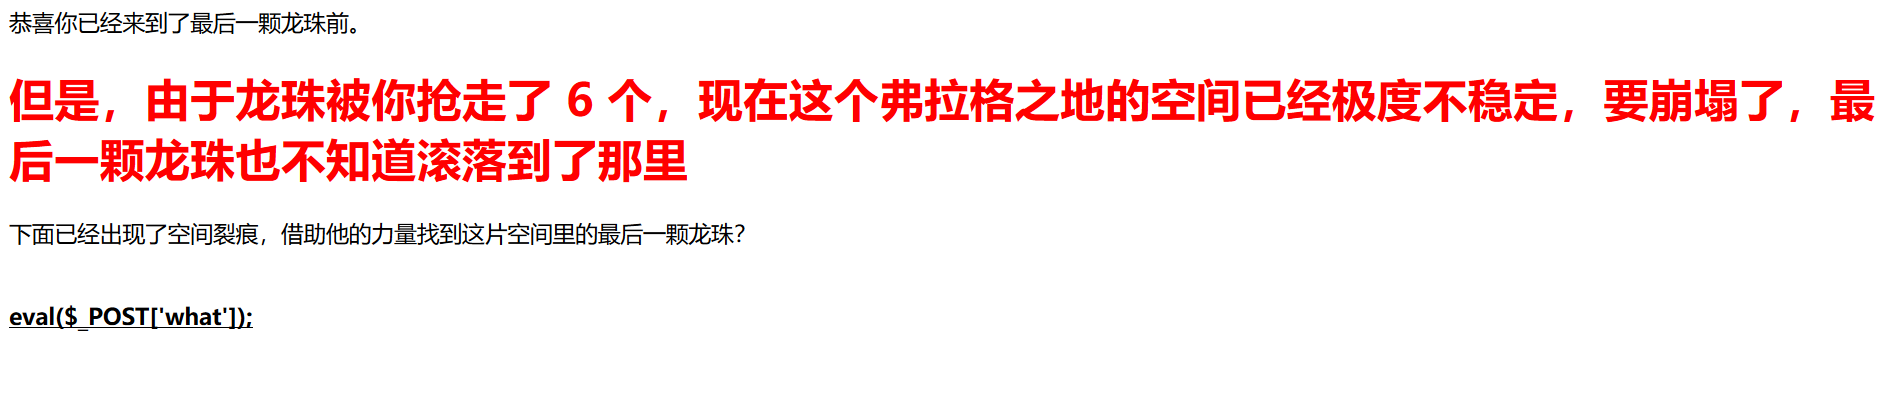 恭喜你已经来到了最后一颗龙珠前。
但是，由于龙珠被你抢走了 6 个，现在这个弗拉格之地的空间已经极度不稳定，要崩塌了，最
后一颗龙珠也不知道滚落到了那里
下面已经出现了空间裂痕，借助他的力量找到这片空间里的最后一颗龙珠？
eval($_POST['what']);